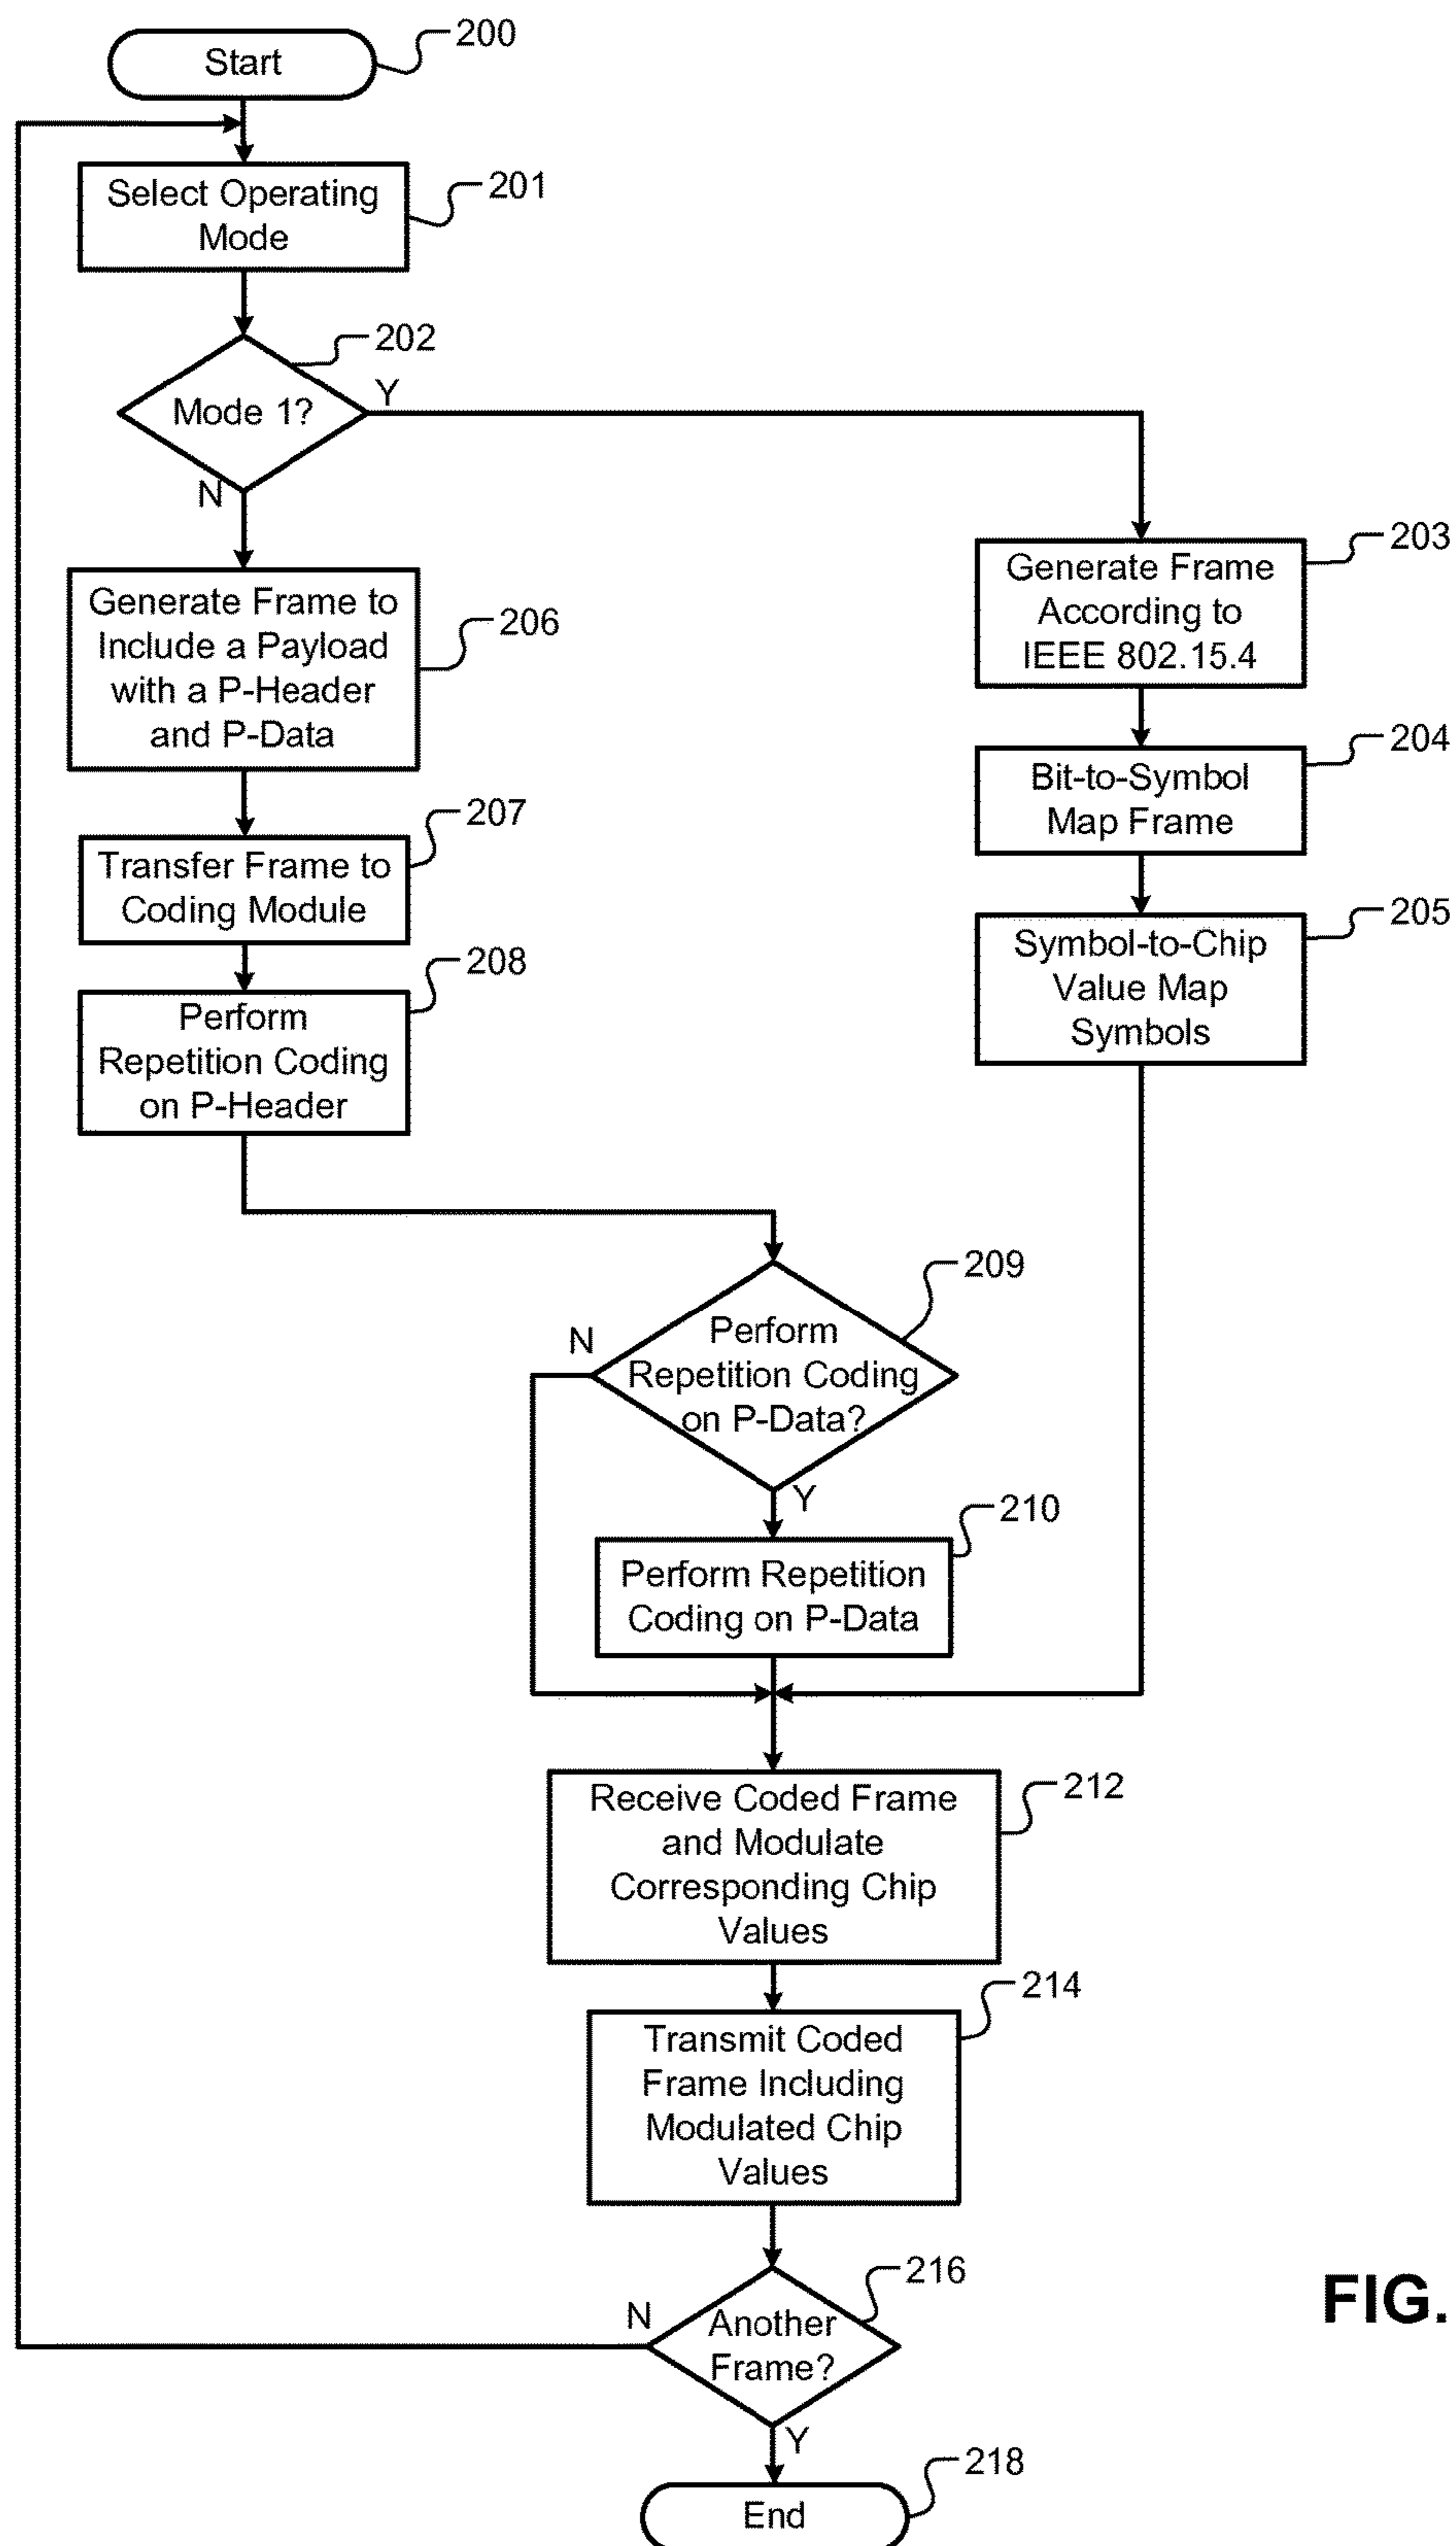 Start
200
Select Operating
Mode
201
202
Mode 1?
Y
N
Generate Frame to
Include a Payload
with a P-Header
and P-Data
206
Generate Frame
According to
IEEE 802.15.4
203
Bit-to-Symbol
Map Frame
204
Transfer Frame to
Coding Module
207
Symbol-to-Chip
Value Map
Symbols
205
Perform
Repetition Coding
on P-Header
208
209
N
Perform
Repetition Coding
on P-Data?
Y
210
Perform Repetition
Coding on P-Data
Receive Coded Frame
and Modulate
Corresponding Chip
Values
212
214
Transmit Coded
Frame Including
Modulated Chip
Values
216
N
Another
Frame?
Y
FIG.
218
End